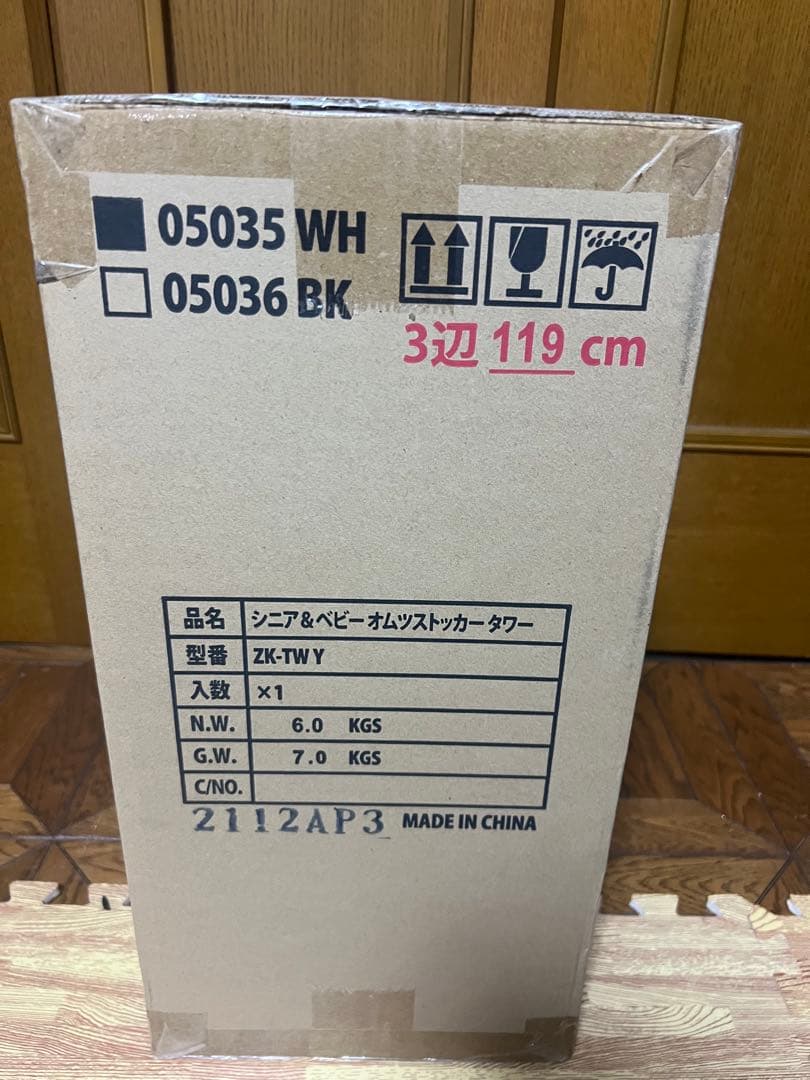 05035 WH
05036 BK
3辺 119 cm
品名 シニア&ベビー オムツストッカー タワー
型番 ZK-TW Y
入数 ×1
N.W. 6.0 KGS
G.W. 7.0 KGS
C/NO.
2112AP3 MADE IN CHINA